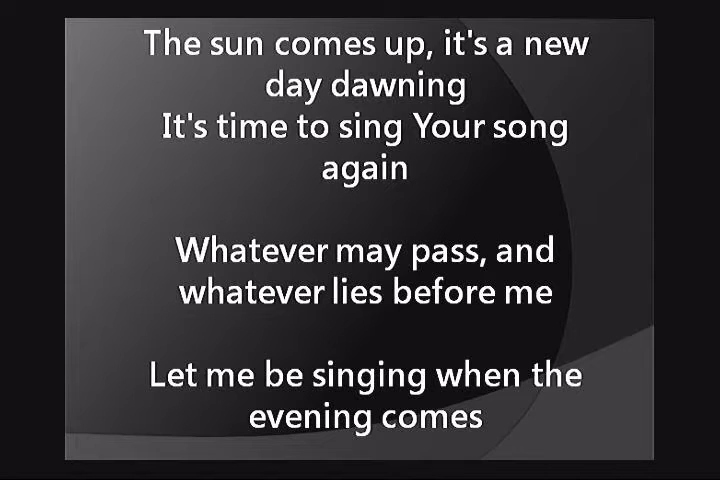 The sun comes up, it's a new
day dawning
It's time to sing Your song
again
Whatever may pass, and
whatever lies before me
Let me be singing when the
evening comes